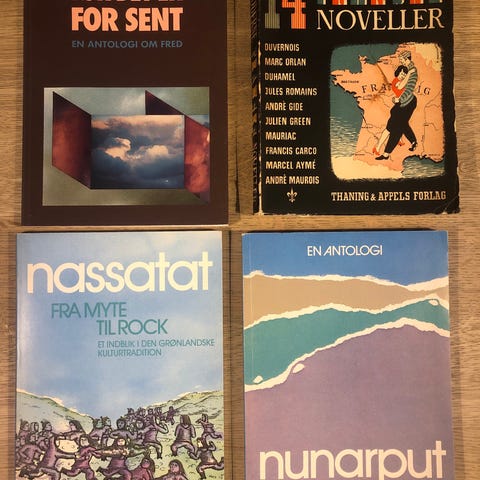 FOR SENT
EN ANTOLOGI OM FRED
14
NOVELLER
DUVERNOIS
MARC ORLAN
DUHAMEL
JULES ROMAINS
ANDRÉ GIDE
JULIEN GREEN
MAURIAC
FRANCIS CARCO
MARCEL AYMÉ
ANDRÉ MAUROIS
THANING & APPELS FORLAG
nassatat
FRA MYTE
TIL ROCK
ET INDBLIK I DEN GRØNLANDSKE
KULTURTRADITION
EN ANTOLOGI
nunarput